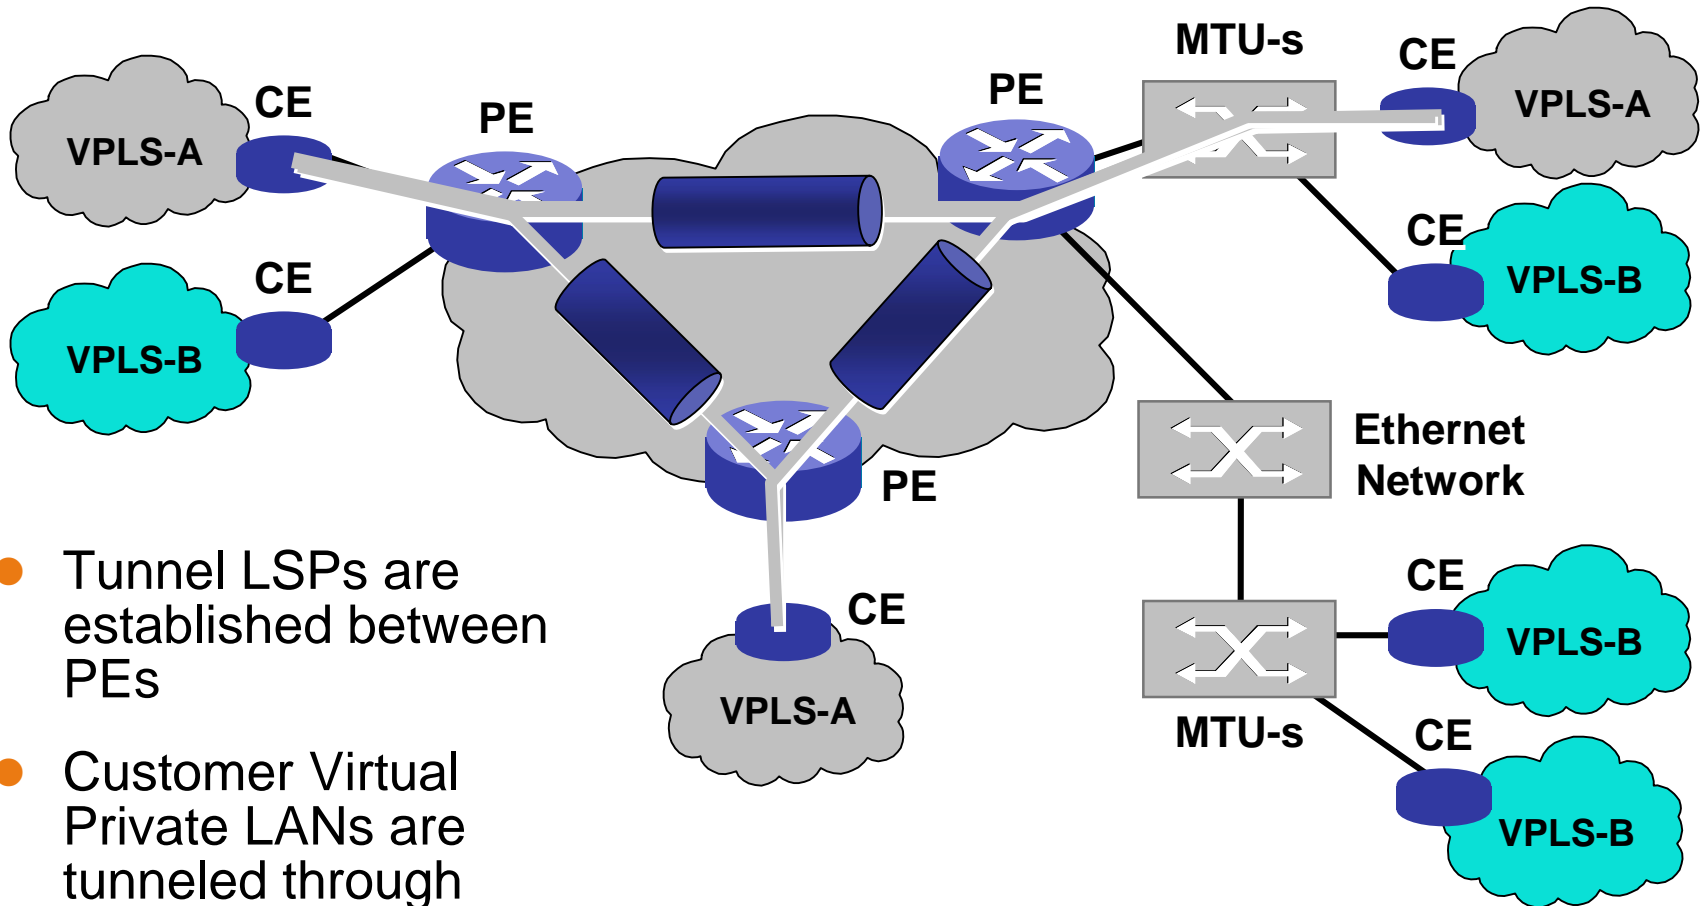 MTU-s
CE
VPLS-A
PE
CE
PE
VPLS-A
CE
VPLS-B
CE
VPLS-B
Ethernet
Network
PE
CE
VPLS-A
CE
VPLS-B
MTU-s
CE
VPLS-B
Tunnel LSPs are
established between
PEs
Customer Virtual
Private LANs are
tunneled through